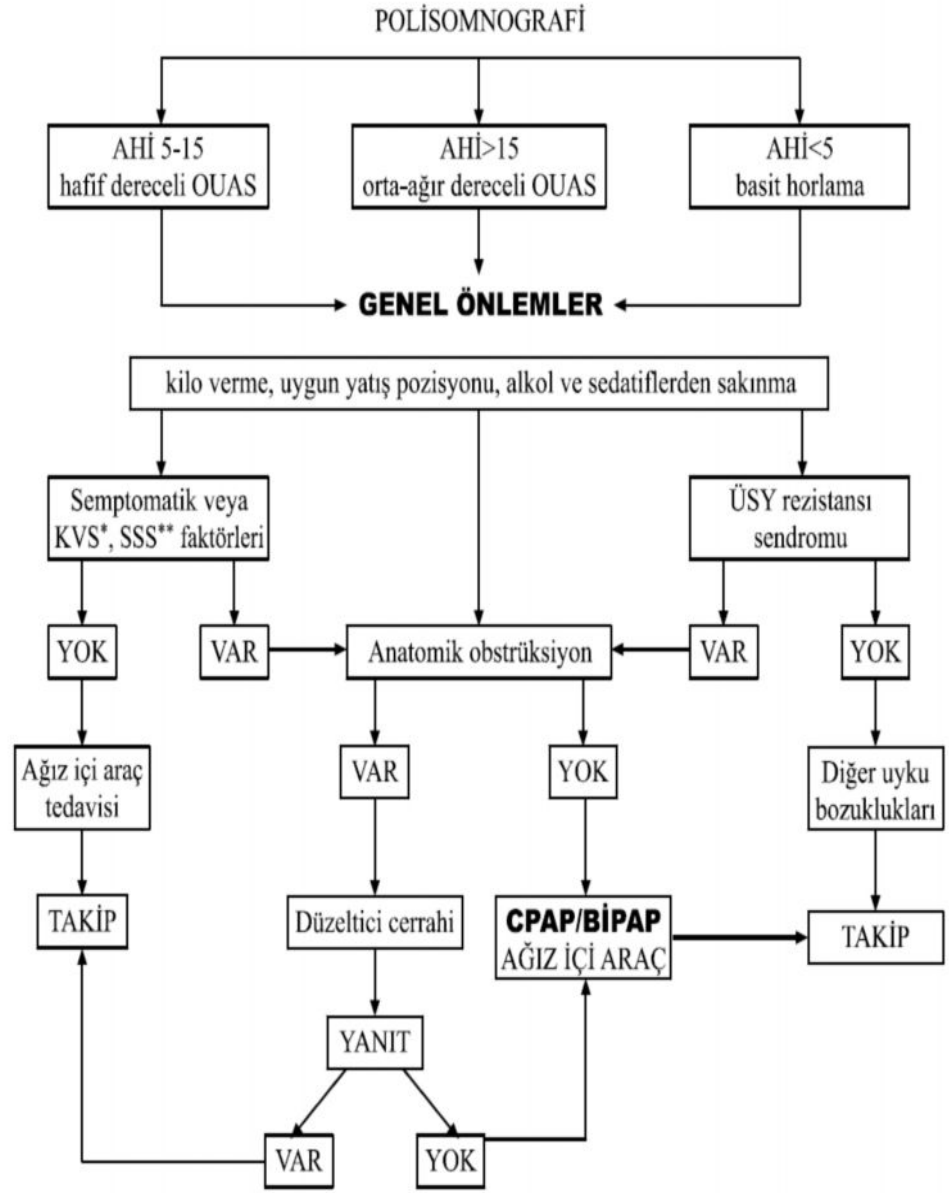 POLİSOMNOGRAFİ
AHİ 5-15
hafif dereceli OUAS
AHİ>15
orta-ağır dereceli OUAS
AHİ<5
basit horlama
GENEL ÖNLEMLER
kilo verme, uygun yatış pozisyonu, alkol ve sedatiflerden sakınma
Semptomatik veya
KVS*, SSS** faktörleri
ÜSY rezistansı
sendromu
YOK
VAR
Anatomik obstrüksiyon
VAR
YOK
Ağız içi araç
tedavisi
VAR
YOK
Diğer uyku
bozuklukları
TAKİP
Düzeltici cerrahi
CPAP/BİPAP
AĞIZ İÇİ ARAÇ
TAKİP
YANIT
VAR
YOK